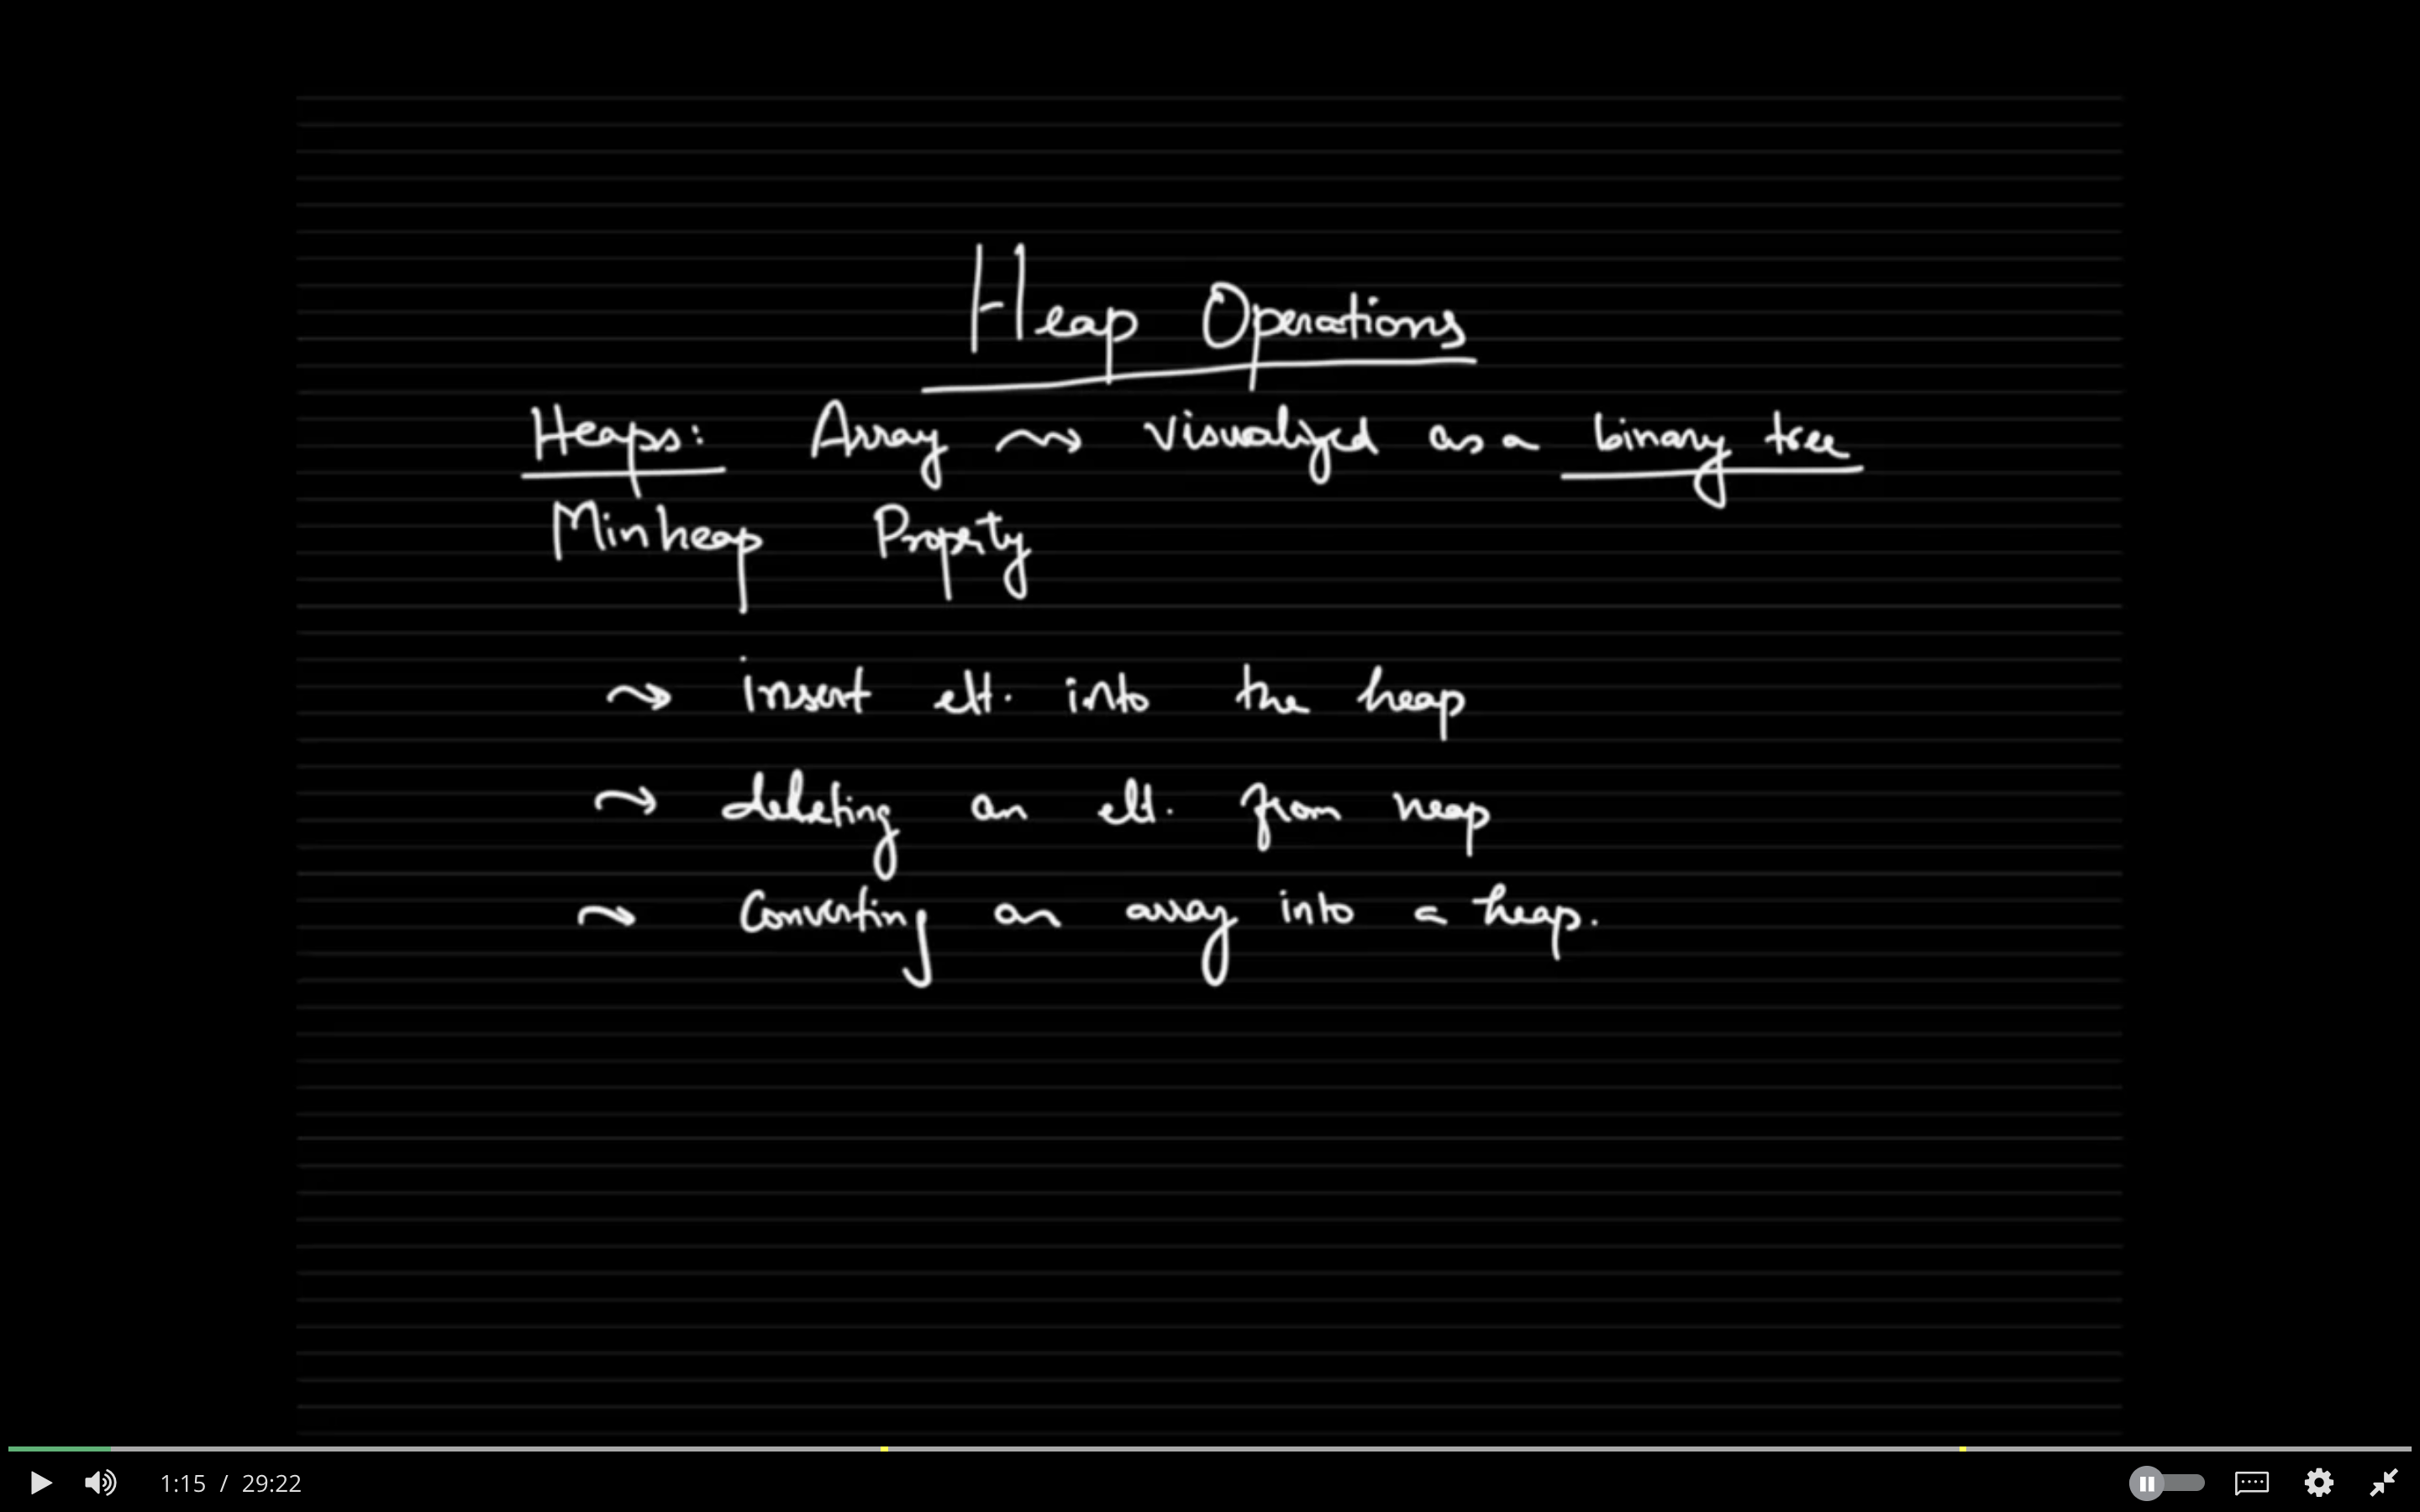 Heap Operations
Heaps: Array ⇝ visualized as a binary tree
Minheap Property
⇝ insert elt. into the heap
⇝ deleting an elt. from heap
⇝ Converting an array into a heap.
1:15 / 29:22